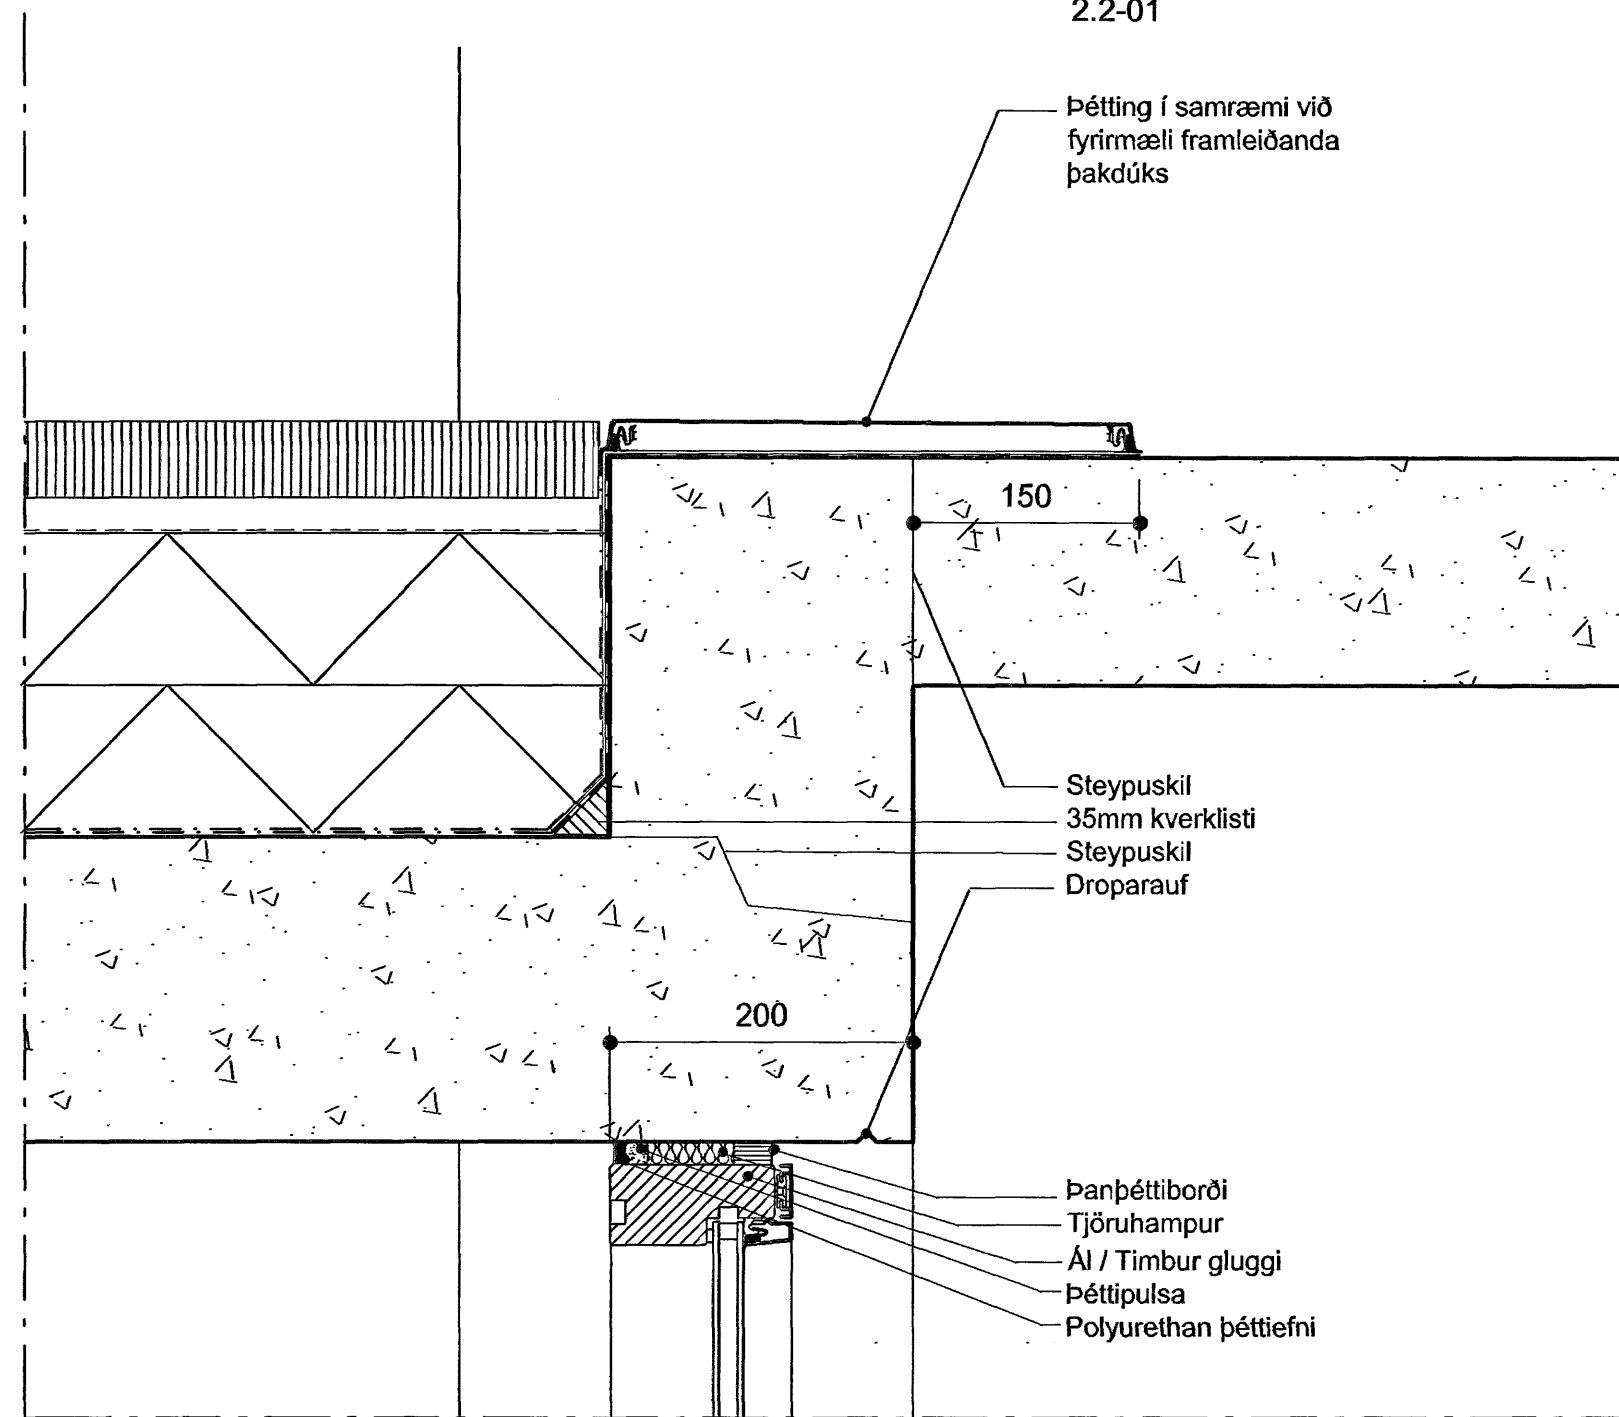 2.2-01
Þétting í samræmi við
fyrirmæli framleiðanda
þakdúks
150
Steypuskil
35mm kverklisti
Steypuskil
Droparauf
200
Þanþéttiborði
Tjöruhampur
Ál / Timbur gluggi
Þéttipulsa
Polyurethan þéttiefni